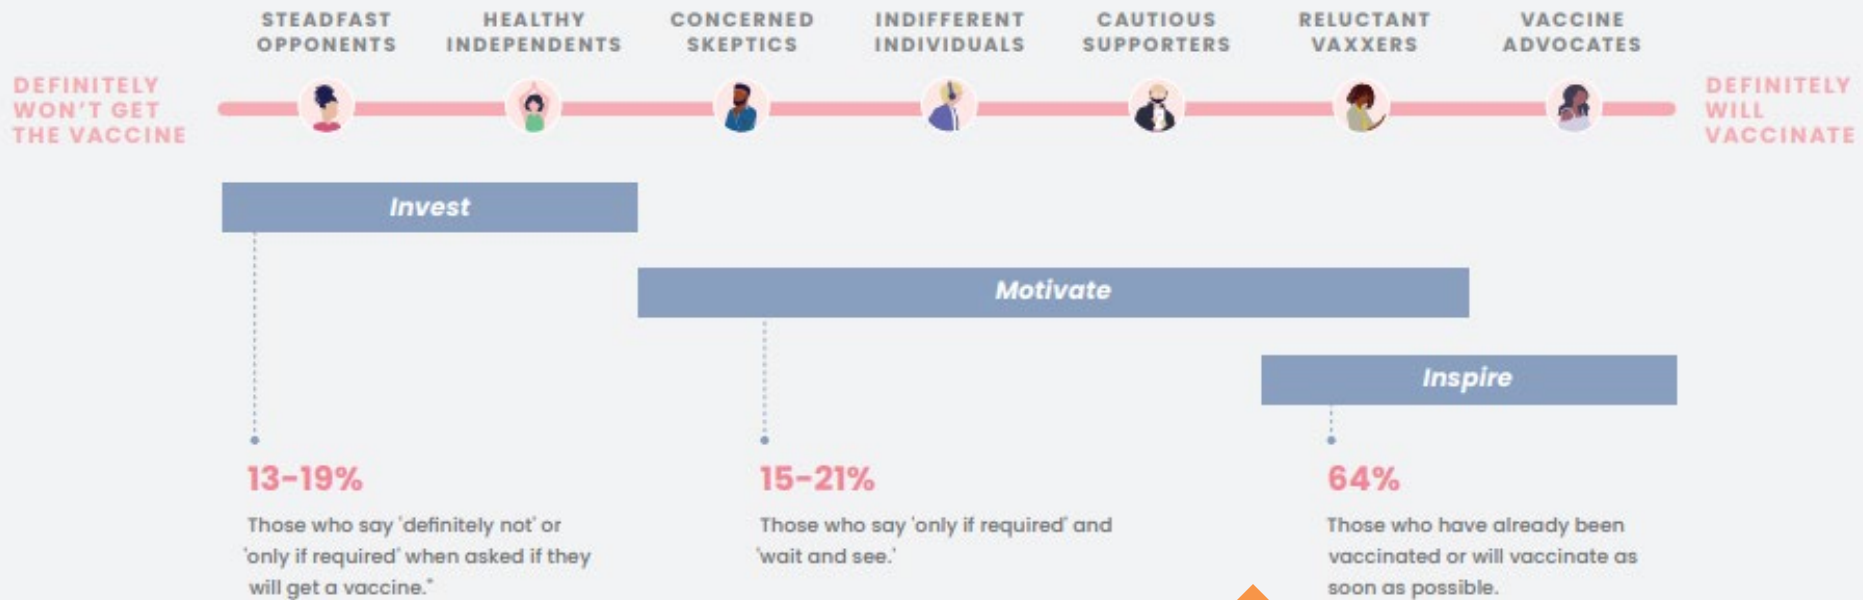 STEADFAST
OPPONENTS
HEALTHY
INDEPENDENTS
CONCERNED
SKEPTICS
INDIFFERENT
INDIVIDUALS
CAUTIOUS
SUPPORTERS
RELUCTANT
VAXXERS
VACCINE
ADVOCATES
DEFINITELY
WON'T GET
THE VACCINE
DEFINITELY
WILL
VACCINATE
Invest
Motivate
Inspire
13-19%
Those who say 'definitely not' or
'only if required' when asked if they
will get a vaccine.*
15-21%
Those who say 'only if required' and
'wait and see.'
64%
Those who have already been
vaccinated or will vaccinate as
soon as possible.